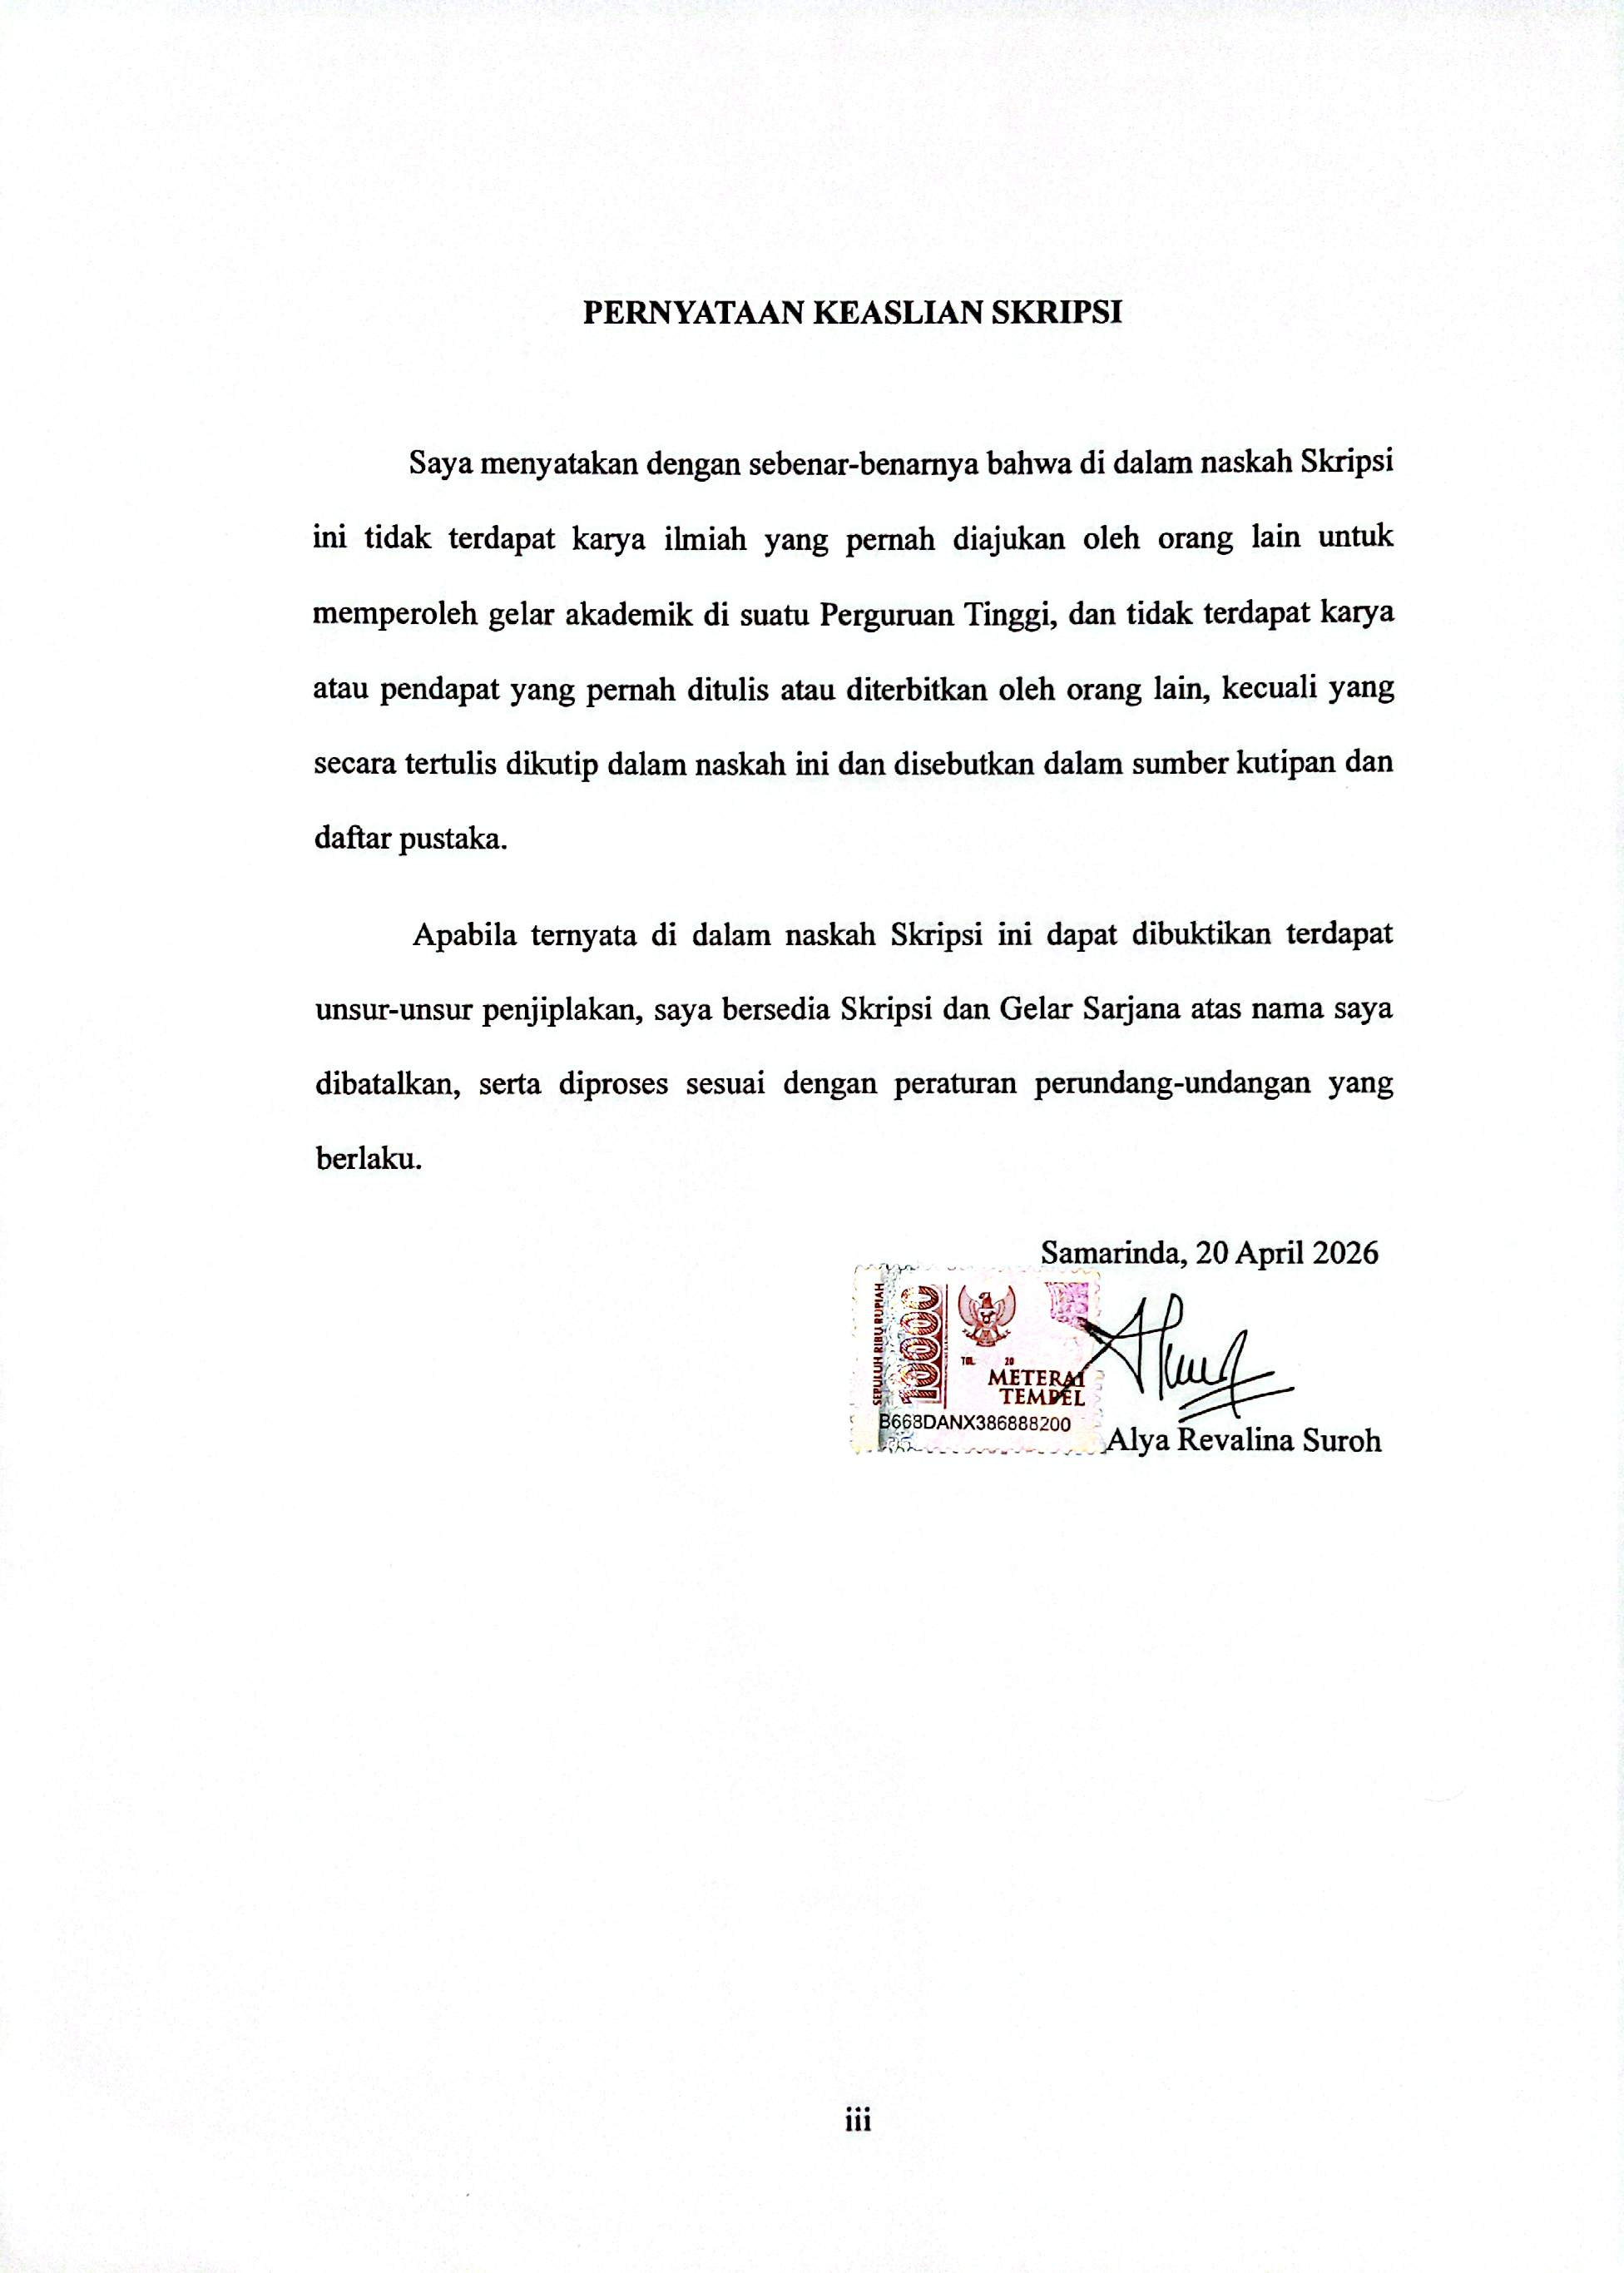 PERNYATAAN KEASLIAN SKRIPSI
Saya menyatakan dengan sebenar-benarnya bahwa di dalam naskah Skripsi
ini tidak terdapat karya ilmiah yang pernah diajukan oleh orang lain untuk
memperoleh gelar akademik di suatu Perguruan Tinggi, dan tidak terdapat karya
atau pendapat yang pernah ditulis atau diterbitkan oleh orang lain, kecuali yang
secara tertulis dikutip dalam naskah ini dan disebutkan dalam sumber kutipan dan
daftar pustaka.
Apabila ternyata di dalam naskah Skripsi ini dapat dibuktikan terdapat
unsur-unsur penjiplakan, saya bersedia Skripsi dan Gelar Sarjana atas nama saya
dibatalkan, serta diproses sesuai dengan peraturan perundang-undangan yang
berlaku.
Samarinda, 20 April 2026
SEPULUH RIBU RUPIAH
10000
TGL 20
METERAI
TEMPEL
B668DANX386888200
Alya Revalina Suroh
iii